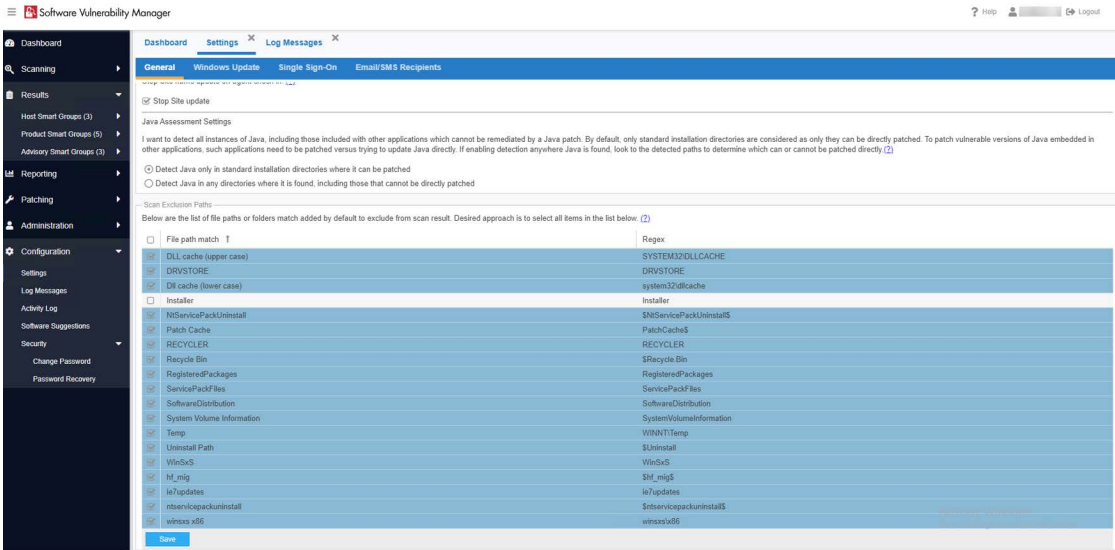 Software Vulnerability Manager
Help
Logout
Dashboard
Scanning
Results
Host Smart Groups (3)
Product Smart Groups (5)
Advisory Smart Groups (3)
Reporting
Patching
Administration
Configuration
Settings
Log Messages
Activity Log
Software Suggestions
Security
Change Password
Password Recovery
Dashboard Settings Log Messages
General Windows Update Single Sign-On Email/SMS Recipients
Stop Site update
Java Assessment Settings
I want to detect all instances of Java, including those included with other applications which cannot be remediated by a Java patch. By default, only standard installation directories are considered as only they can be directly patched. To patch vulnerable versions of Java embedded in
other applications, such applications need to be patched versus trying to update Java directly. If enabling detection anywhere Java is found, look to the detected paths to determine which can or cannot be patched directly.(?)
Detect Java only in standard installation directories where it can be patched
Detect Java in any directories where it is found, including those that cannot be directly patched
Scan Exclusion Paths
Below are the list of file paths or folders match added by default to exclude from scan result. Desired approach is to select all items in the list below. (?)
File path match ↑ Regex
DLL cache (upper case) SYSTEM32\DLLCACHE
DRVSTORE DRVSTORE
Dll cache (lower case) system32\dllcache
Installer Installer
NtServicePackUninstall $NtServicePackUninstall$
Patch Cache PatchCache$
RECYCLER RECYCLER
Recycle Bin $Recycle.Bin
RegisteredPackages RegisteredPackages
ServicePackFIles ServicePackFiles
SoftwareDistribution SoftwareDistribution
System Volume Information SystemVolumeInformation
Temp WINNT\Temp
Uninstall Path $Uninstall
WinSxS WinSxS
hf_mig $hf_mig$
ie7updates ie7updates
ntservicepackuninstall $ntservicepackuninstall$
winsxs x86 winsxs\x86
Save